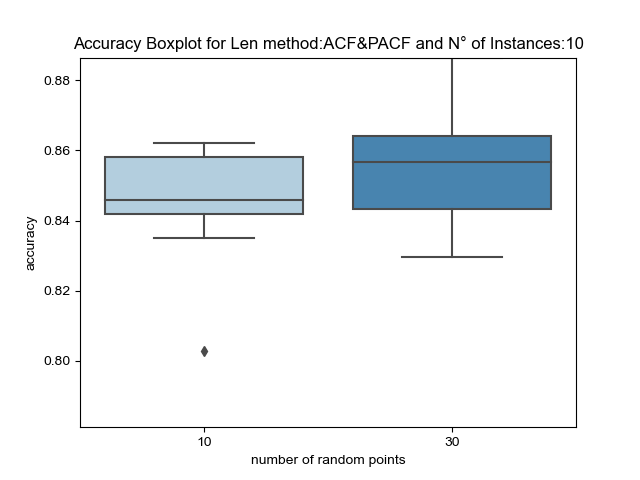 Accuracy Boxplot for Len method:ACF&PACF and N° of Instances:10
0.88
0.86
0.84
0.82
0.80
accuracy
10 30
number of random points